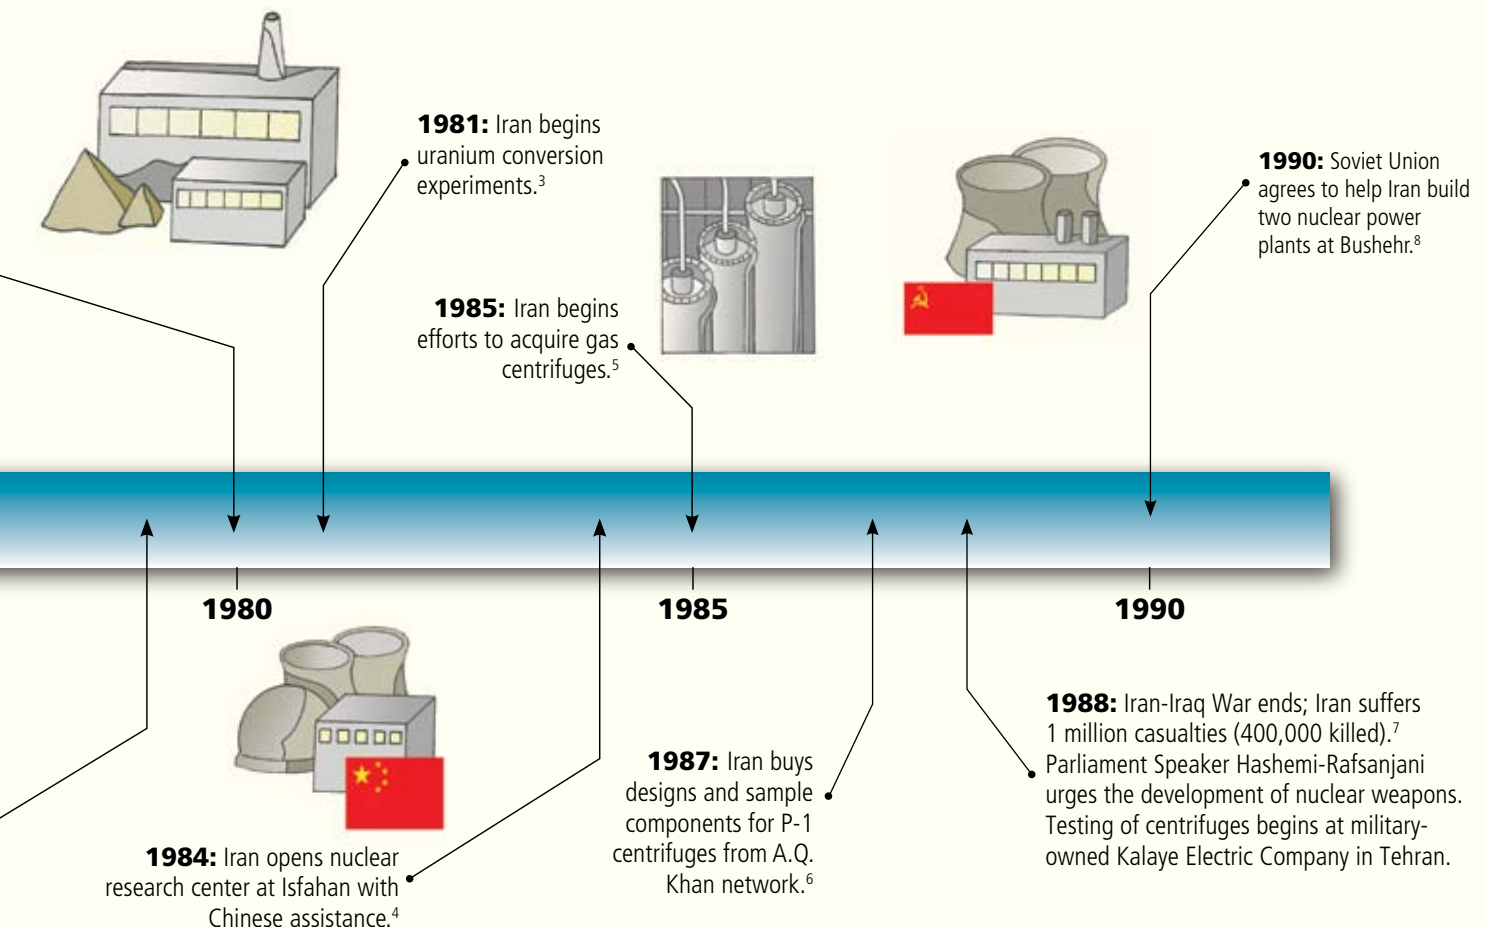 1981: Iran begins
uranium conversion
experiments.3
1985: Iran begins
efforts to acquire gas
centrifuges.5
1990: Soviet Union
agrees to help Iran build
two nuclear power
plants at Bushehr.8
1980
1985
1990
1984: Iran opens nuclear
research center at Isfahan with
Chinese assistance.4
1987: Iran buys
designs and sample
components for P-1
centrifuges from A.Q.
Khan network.6
1988: Iran-Iraq War ends; Iran suffers
1 million casualties (400,000 killed).7
Parliament Speaker Hashemi-Rafsanjani
urges the development of nuclear weapons.
Testing of centrifuges begins at military-
owned Kalaye Electric Company in Tehran.